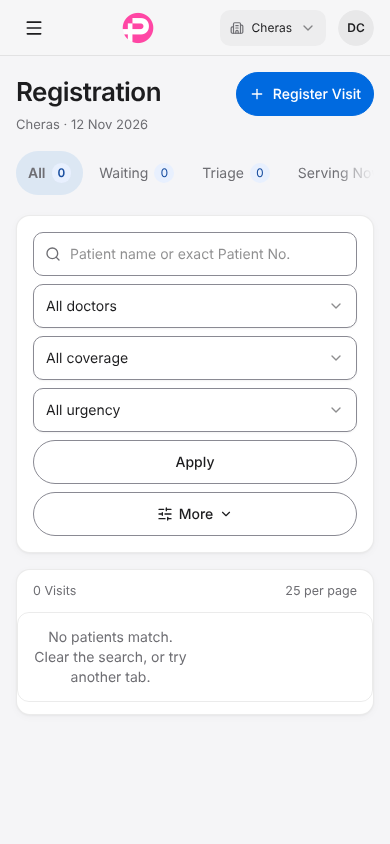 Cheras
DC
Registration
Register Visit
Cheras · 12 Nov 2026
All 0
Waiting 0
Triage 0
Serving No
Patient name or exact Patient No.
All doctors
All coverage
All urgency
Apply
More
0 Visits
25 per page
No patients match.
Clear the search, or try
another tab.